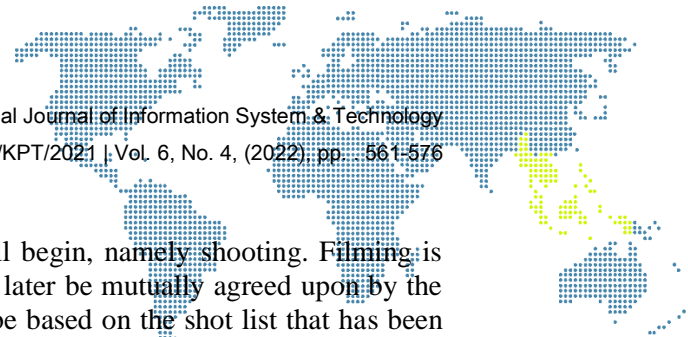 al Journal of Information System & Technology
/KPT/2021 | Vol. 6, No. 4, (2022), pp. . 561-576
ll begin, namely shooting. Filming is
later be mutually agreed upon by the
be based on the shot list that has been